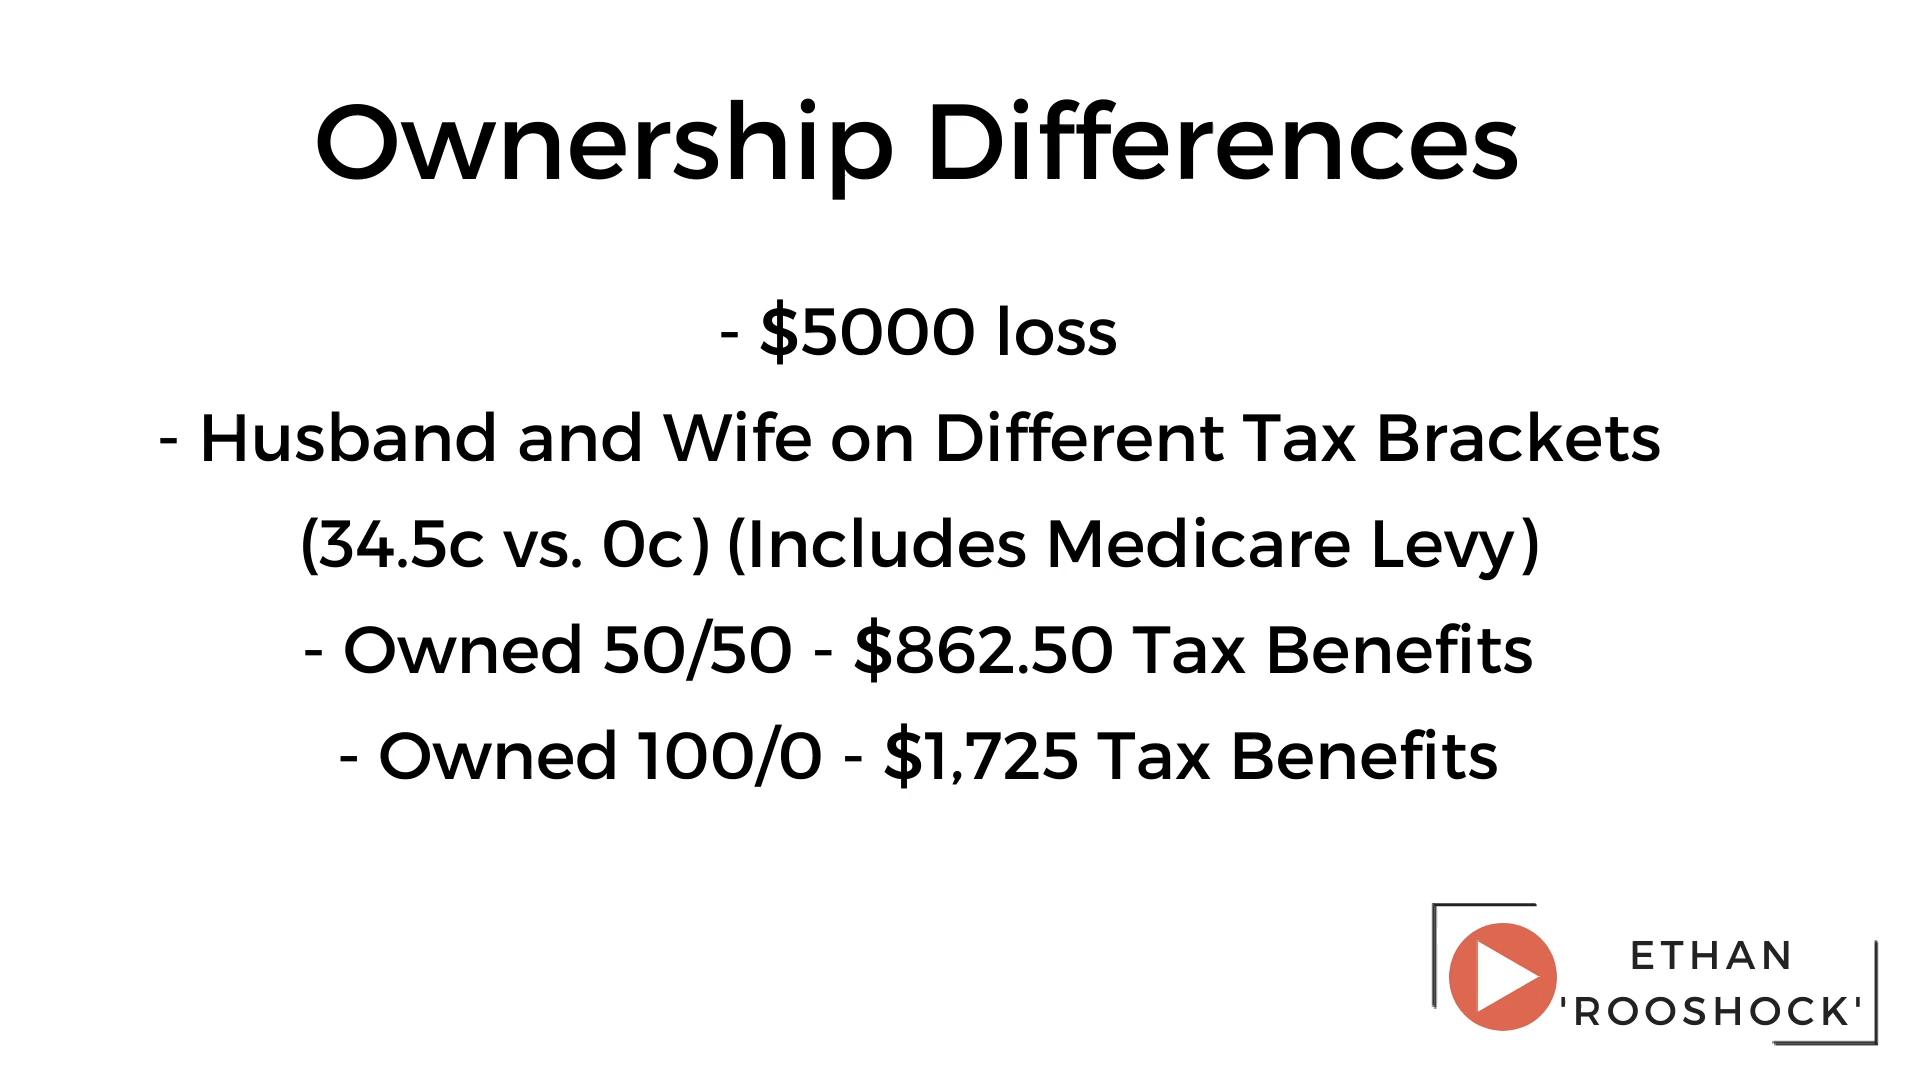 Ownership Differences
- $5000 loss
- Husband and Wife on Different Tax Brackets
(34.5c vs. 0c) (Includes Medicare Levy)
- Owned 50/50 - $862.50 Tax Benefits
- Owned 100/0 - $1,725 Tax Benefits
ETHAN
'ROOSHOCK'